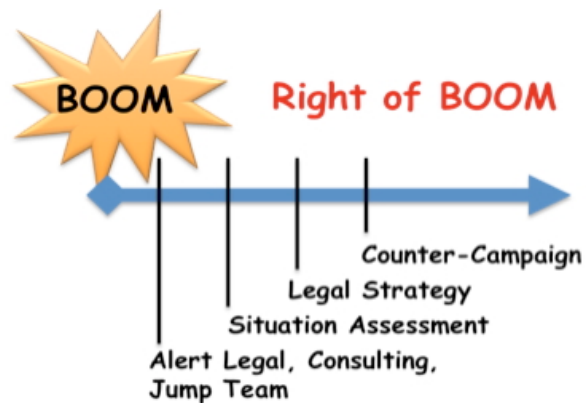 BOOM
Right of BOOM
Counter-Campaign
Legal Strategy
Situation Assessment
Alert Legal, Consulting,
Jump Team